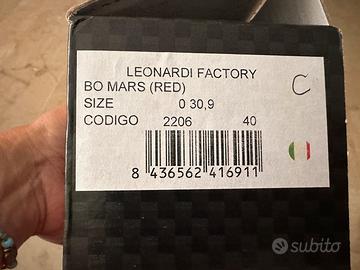 LEONARDI FACTORY
BO MARS (RED)
C
SIZE 0 30,9
CODIGO 2206 40
8 436562 416911
subito